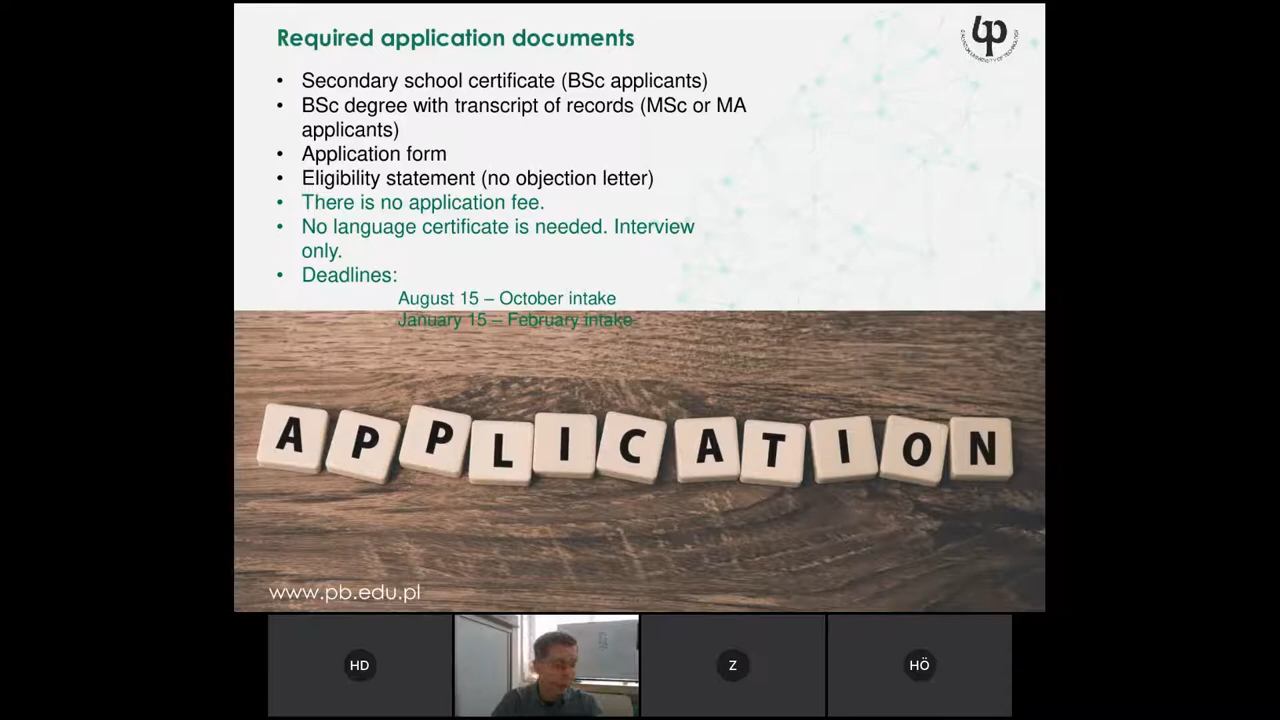 Required application documents
• Secondary school certificate (BSc applicants)
• BSc degree with transcript of records (MSc or MA
applicants)
• Application form
• Eligibility statement (no objection letter)
• There is no application fee.
• No language certificate is needed. Interview
only.
• Deadlines:
August 15 – October intake
January 15 – February intake
APPLICATION
www.pb.edu.pl
HD
Z
HÖ